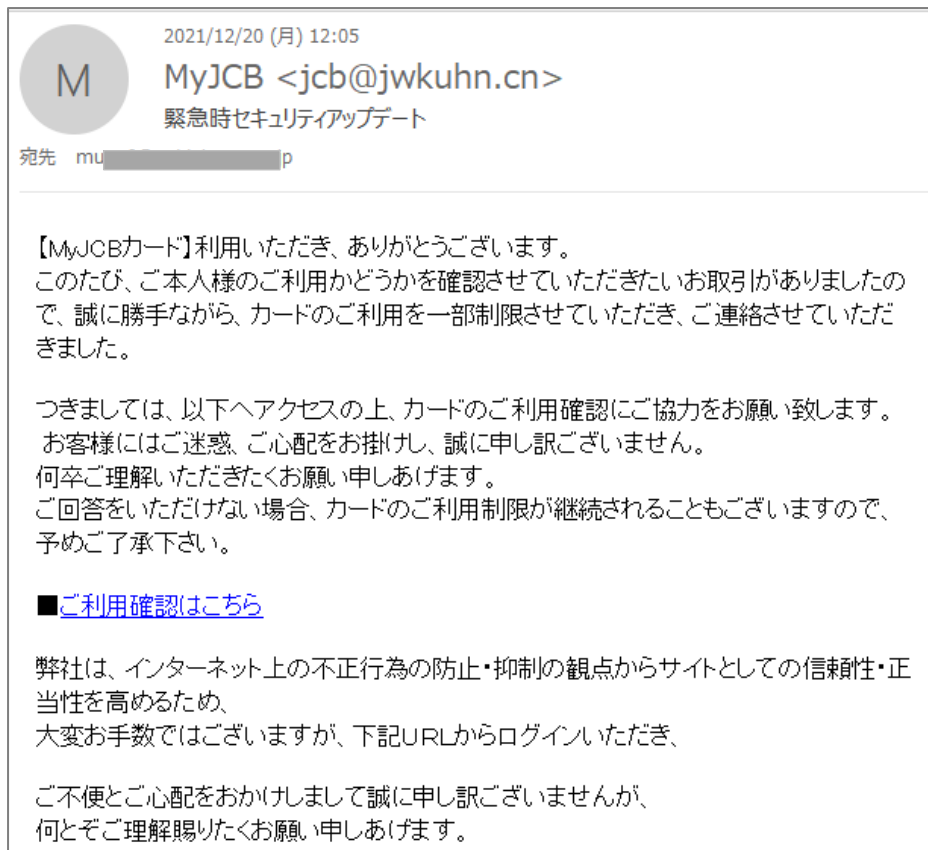 2021/12/20 (月) 12:05
M
MyJCB <jcb@jwkuhn.cn>
緊急時セキュリティアップデート
宛先 mu p
【MyJCBカード】利用いただき、ありがとうございます。
このたび、ご本人様のご利用かどうかを確認させていただきたいお取引がありましたの
で、誠に勝手ながら、カードのご利用を一部制限させていただき、ご連絡させていただ
きました。
つきましては、以下へアクセスの上、カードのご利用確認にご協力をお願い致します。
お客様にはご迷惑、ご心配をお掛けし、誠に申し訳ございません。
何卒ご理解いただきたくお願い申しあげます。
ご回答をいただけない場合、カードのご利用制限が継続されることもございますので、
予めご了承下さい。
■ご利用確認はこちら
弊社は、インターネット上の不正行為の防止・抑制の観点からサイトとしての信頼性・正
当性を高めるため、
大変お手数ではございますが、下記URLからログインいただき、
ご不便とご心配をおかけしまして誠に申し訳ございませんが、
何とぞご理解賜りたくお願い申しあげます。